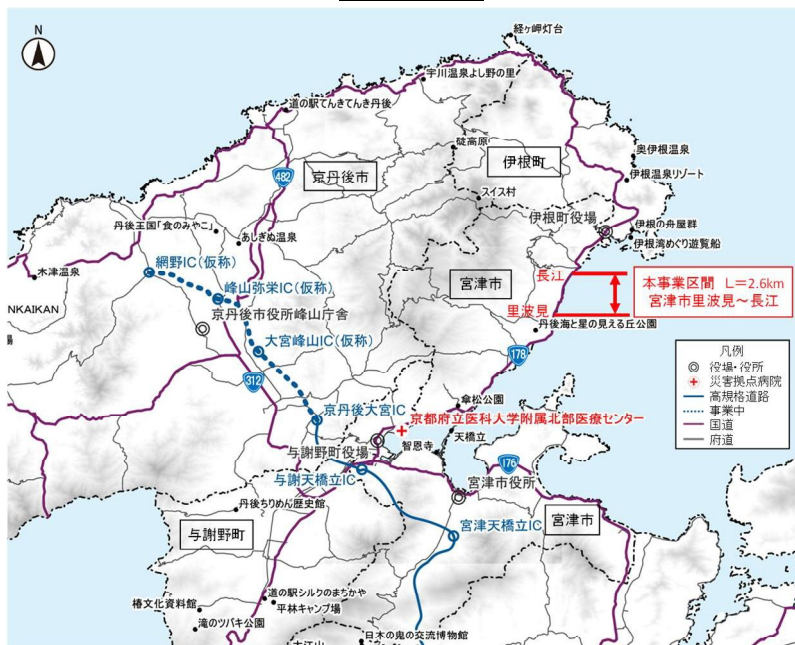 N
経ヶ岬灯台
宇川温泉よし野の里
道の駅てんきてんき丹後
碇高原
伊根町
奥伊根温泉
482
京丹後市
伊根温泉リゾート
スイス村
丹後王国「食のみやこ」
あしぎぬ温泉
伊根町役場
伊根の舟屋群
伊根湾めぐり遊覧船
網野IC(仮称)
木津温泉
宮津市
長江
本事業区間 L=2.6km
宮津市里波見～長江
峰山弥栄IC(仮称)
NKAIKAN
京丹後市役所峰山庁舎
里波見
丹後海と星の見える丘公園
大宮峰山IC(仮称)
178
凡例
役場・役所
災害拠点病院
高規格道路
事業中
国道
府道
312
傘松公園
京丹後大宮IC
京都府立医科大学附属北部医療センター
天橋立
与謝野町役場
智恩寺
176
与謝天橋立IC
宮津市役所
丹後ちりめん歴史館
宮津天橋立IC
宮津市
与謝野町
道の駅シルクのまちかや
椿文化資料館
平林キャンプ場
滝のツバキ公園
日本の鬼の交流博物館
大江山